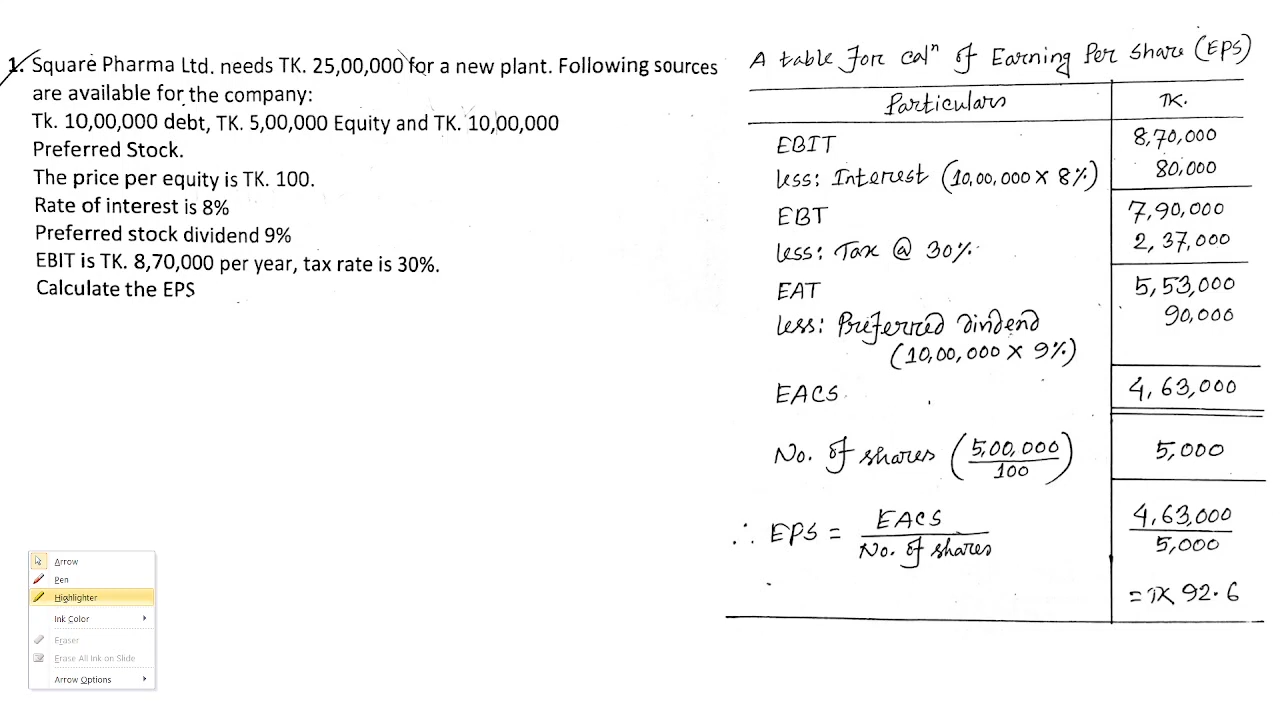 1. Square Pharma Ltd. needs TK. 25,00,000 for a new plant. Following sources
are available for the company:
Tk. 10,00,000 debt, TK. 5,00,000 Equity and TK. 10,00,000
Preferred Stock.
The price per equity is TK. 100.
Rate of interest is 8%
Preferred stock dividend 9%
EBIT is TK. 8,70,000 per year, tax rate is 30%.
Calculate the EPS
A table For calⁿ of Earning Per Share (EPS)
Particulars TK.
EBIT 8,70,000
less: Interest (10,00,000 X 8%) 80,000
EBT 7,90,000
less: Tax @ 30% 2,37,000
EAT 5,53,000
less: Preferred Dividend 90,000
(10,00,000 X 9%)
EACS 4,63,000
No. of shares (5,00,000/100) 5,000
∴ EPS = EACS/No. of shares 4,63,000/5,000
= TK 92.6
Arrow
Pen
Highlighter
Ink Color
Eraser
Erase All Ink on Slide
Arrow Options